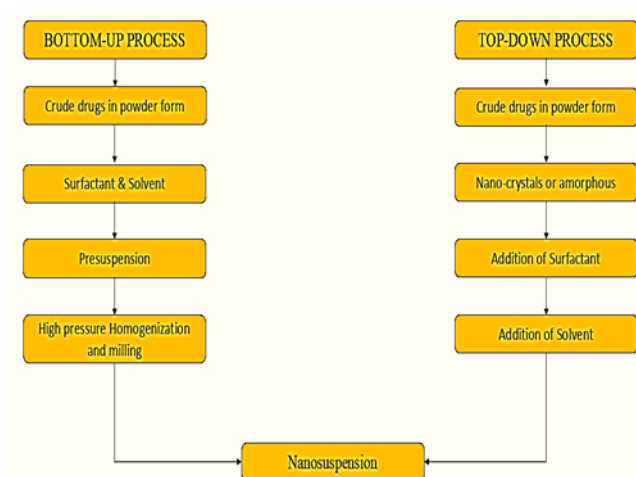 BOTTOM-UP PROCESS
Crude drugs in powder form
Surfactant & Solvent
Presuspension
High pressure Homogenization
and milling
TOP-DOWN PROCESS
Crude drugs in powder form
Nano-crystals or amorphous
Addition of Surfactant
Addition of Solvent
Nanosuspension